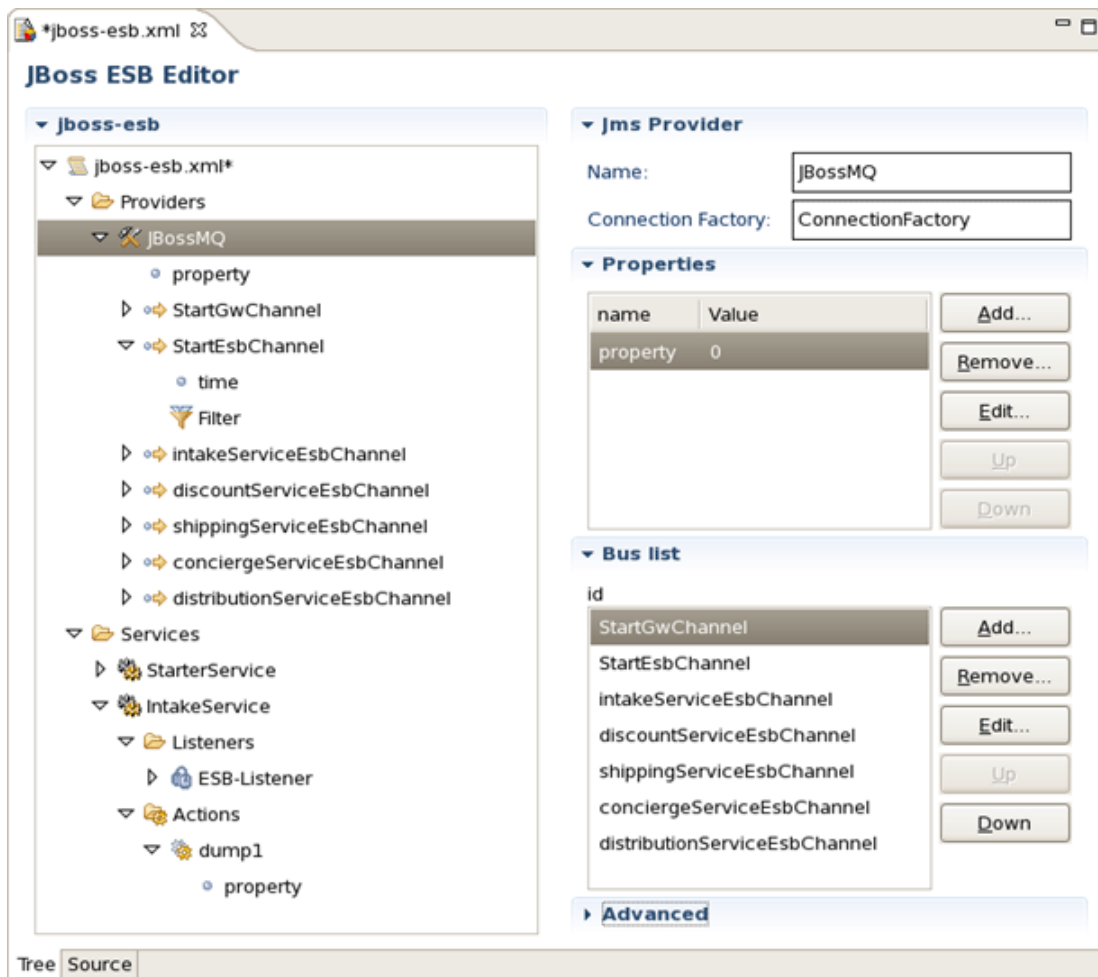 *jboss-esb.xml
JBoss ESB Editor
jboss-esb
jboss-esb.xml*
Providers
JBossMQ
property
StartGwChannel
StartEsbChannel
time
Filter
intakeServiceEsbChannel
discountServiceEsbChannel
shippingServiceEsbChannel
conciergeServiceEsbChannel
distributionServiceEsbChannel
Services
StarterService
IntakeService
Listeners
ESB-Listener
Actions
dump1
property
Jms Provider
Name: JBossMQ
Connection Factory: ConnectionFactory
Properties
name Value
property 0
Add...
Remove...
Edit...
Up
Down
Bus list
id
StartGwChannel
StartEsbChannel
intakeServiceEsbChannel
discountServiceEsbChannel
shippingServiceEsbChannel
conciergeServiceEsbChannel
distributionServiceEsbChannel
Add...
Remove...
Edit...
Up
Down
Advanced
Tree Source